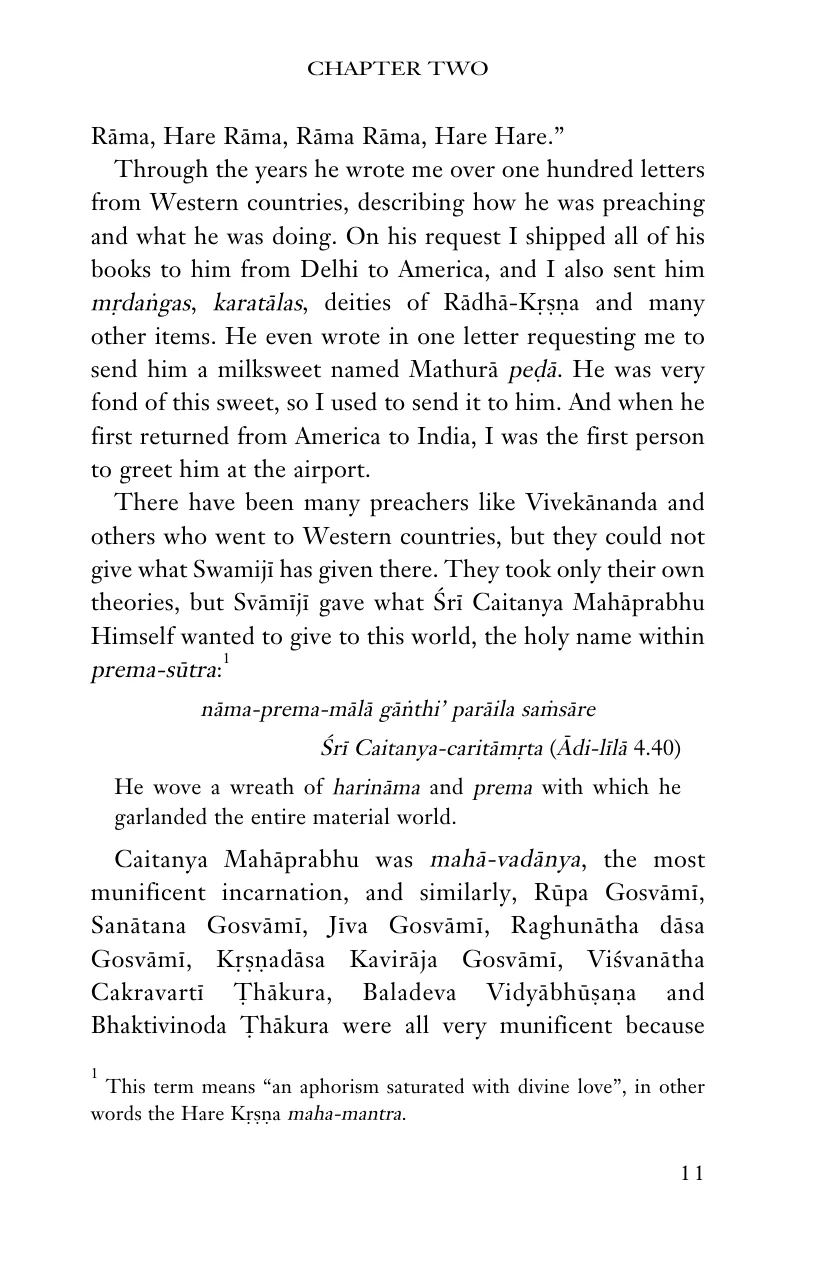 CHAPTER TWO
Rāma, Hare Rāma, Rāma Rāma, Hare Hare.”
Through the years he wrote me over one hundred letters
from Western countries, describing how he was preaching
and what he was doing. On his request I shipped all of his
books to him from Delhi to America, and I also sent him
mṛdaṅgas, karatālas, deities of Rādhā-Kṛṣṇa and many
other items. He even wrote in one letter requesting me to
send him a milksweet named Mathurā peḍā. He was very
fond of this sweet, so I used to send it to him. And when he
first returned from America to India, I was the first person
to greet him at the airport.
There have been many preachers like Vivekānanda and
others who went to Western countries, but they could not
give what Swamijī has given there. They took only their own
theories, but Svāmījī gave what Śrī Caitanya Mahāprabhu
Himself wanted to give to this world, the holy name within
prema-sūtra:1
nāma-prema-mālā gāṅthi’ parāila saṁsāre
Śrī Caitanya-caritāmṛta (Ādi-līlā 4.40)
He wove a wreath of harināma and prema with which he
garlanded the entire material world.
Caitanya Mahāprabhu was mahā-vadānya, the most
munificent incarnation, and similarly, Rūpa Gosvāmī,
Sanātana Gosvāmī, Jīva Gosvāmī, Raghunātha dāsa
Gosvāmī, Kṛṣṇadāsa Kavirāja Gosvāmī, Viśvanātha
Cakravartī Ṭhākura, Baladeva Vidyābhūṣaṇa and
Bhaktivinoda Ṭhākura were all very munificent because
1 This term means “an aphorism saturated with divine love”, in other
words the Hare Kṛṣṇa maha-mantra.
11